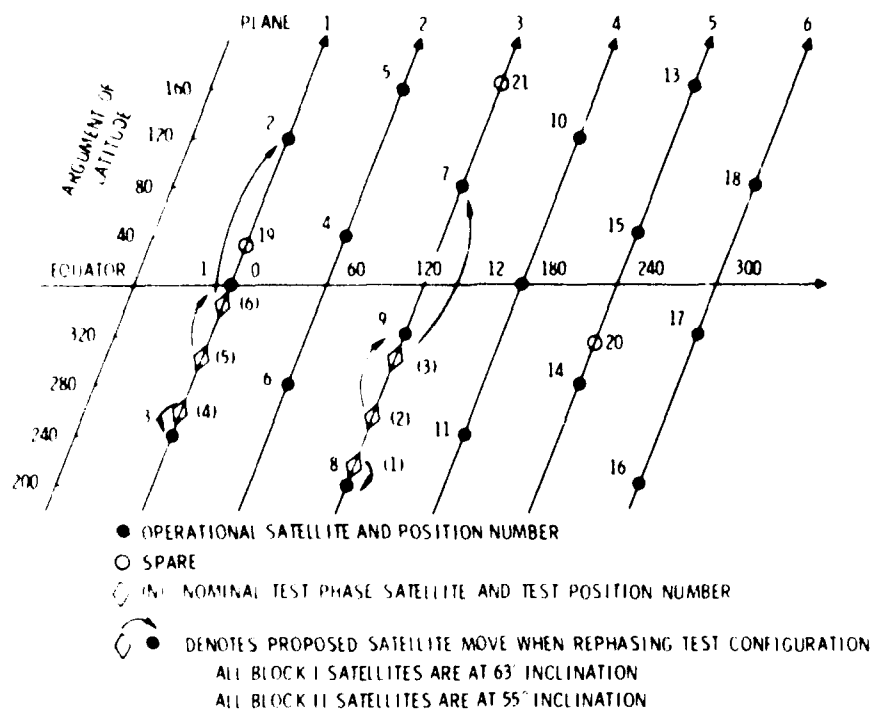 PLANE 1 2 3 4 5 6
160 5 21 13
ARGUMENT OF LATITUDE
120 2 10
80 7 18
40 19 4 15
EQUATOR 1 0 60 120 12 180 240 300
(6)
320 9 17
(5) (3) 20
280 6 14
3 (4) (2)
240 11
8 (1) 16
200
OPERATIONAL SATELLITE AND POSITION NUMBER
SPARE
NOMINAL TEST PHASE SATELLITE AND TEST POSITION NUMBER
DENOTES PROPOSED SATELLITE MOVE WHEN REPHASING TEST CONFIGURATION
ALL BLOCK I SATELLITES ARE AT 63° INCLINATION
ALL BLOCK II SATELLITES ARE AT 55° INCLINATION